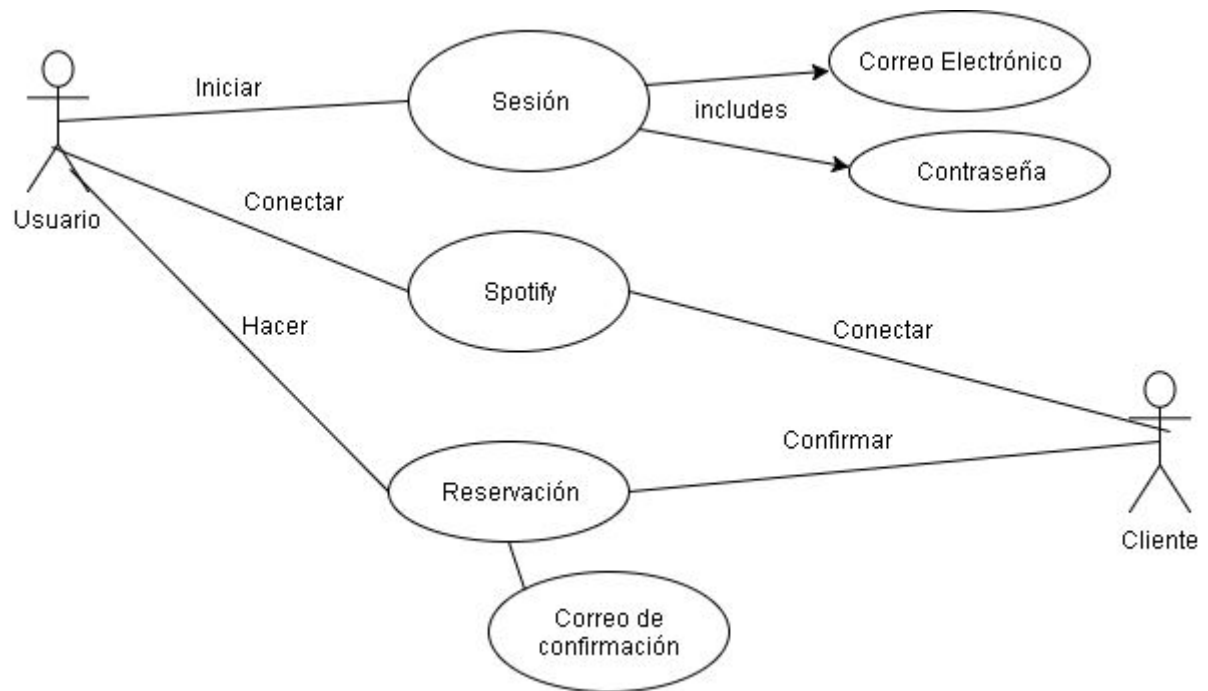 Correo Electrónico
Iniciar
Sesión
includes
Contraseña
Usuario
Conectar
Spotify
Hacer
Conectar
Confirmar
Reservación
Cliente
Correo de
confirmación